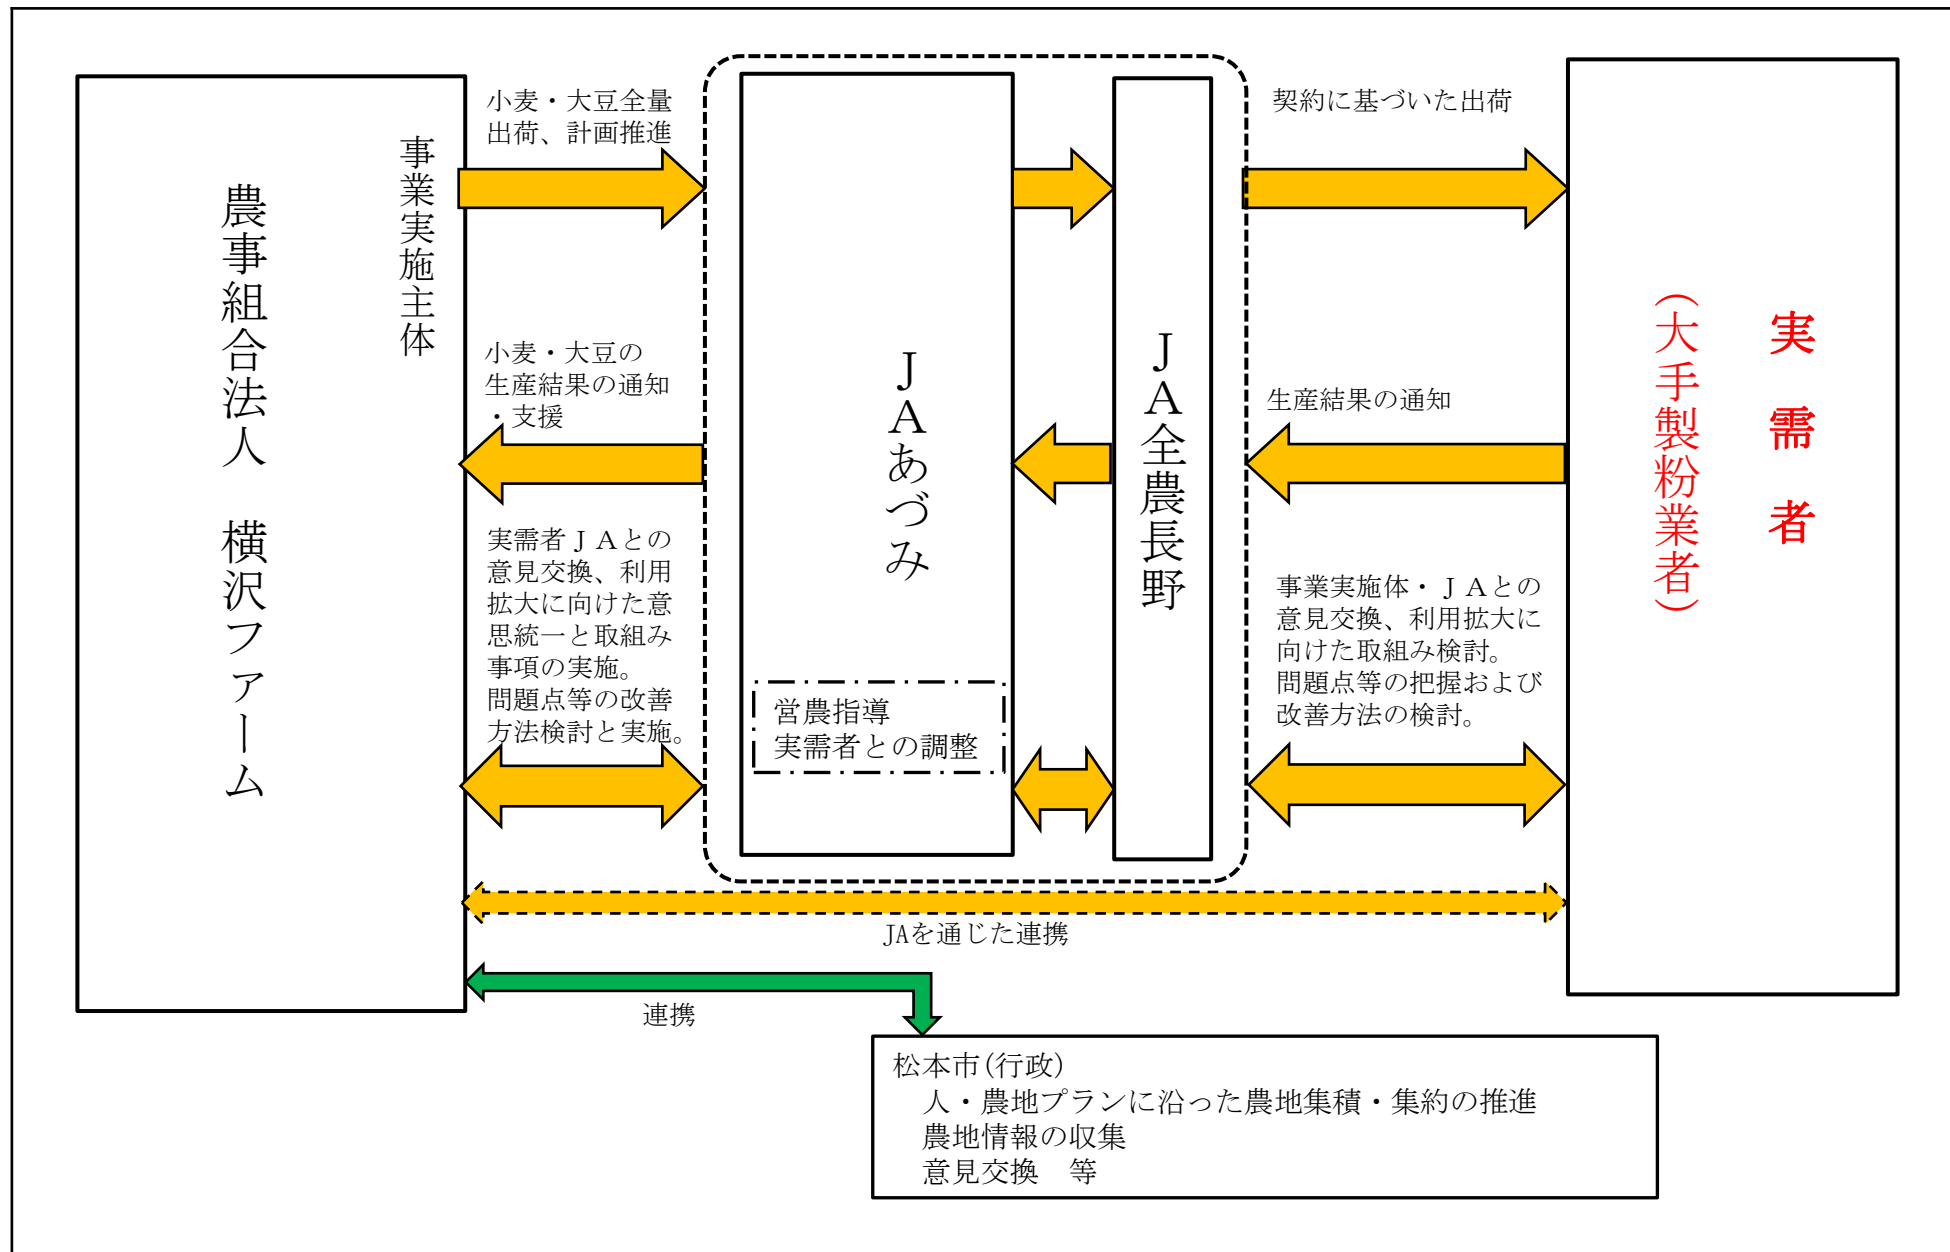 事業実施主体
農事組合法人　横沢ファーム
小麦・大豆全量
出荷、計画推進
小麦・大豆の
生産結果の通知
・支援
実需者ＪＡとの
意見交換、利用
拡大に向けた意
思統一と取組み
事項の実施。
問題点等の改善
方法検討と実施。
ＪＡあづみ
営農指導
実需者との調整
ＪＡ全農長野
契約に基づいた出荷
生産結果の通知
事業実施体・ＪＡとの
意見交換、利用拡大に
向けた取組み検討。
問題点等の把握および
改善方法の検討。
実　需　者
（大手製粉業者）
JAを通じた連携
連携
松本市(行政)
人・農地プランに沿った農地集積・集約の推進
農地情報の収集
意見交換　等